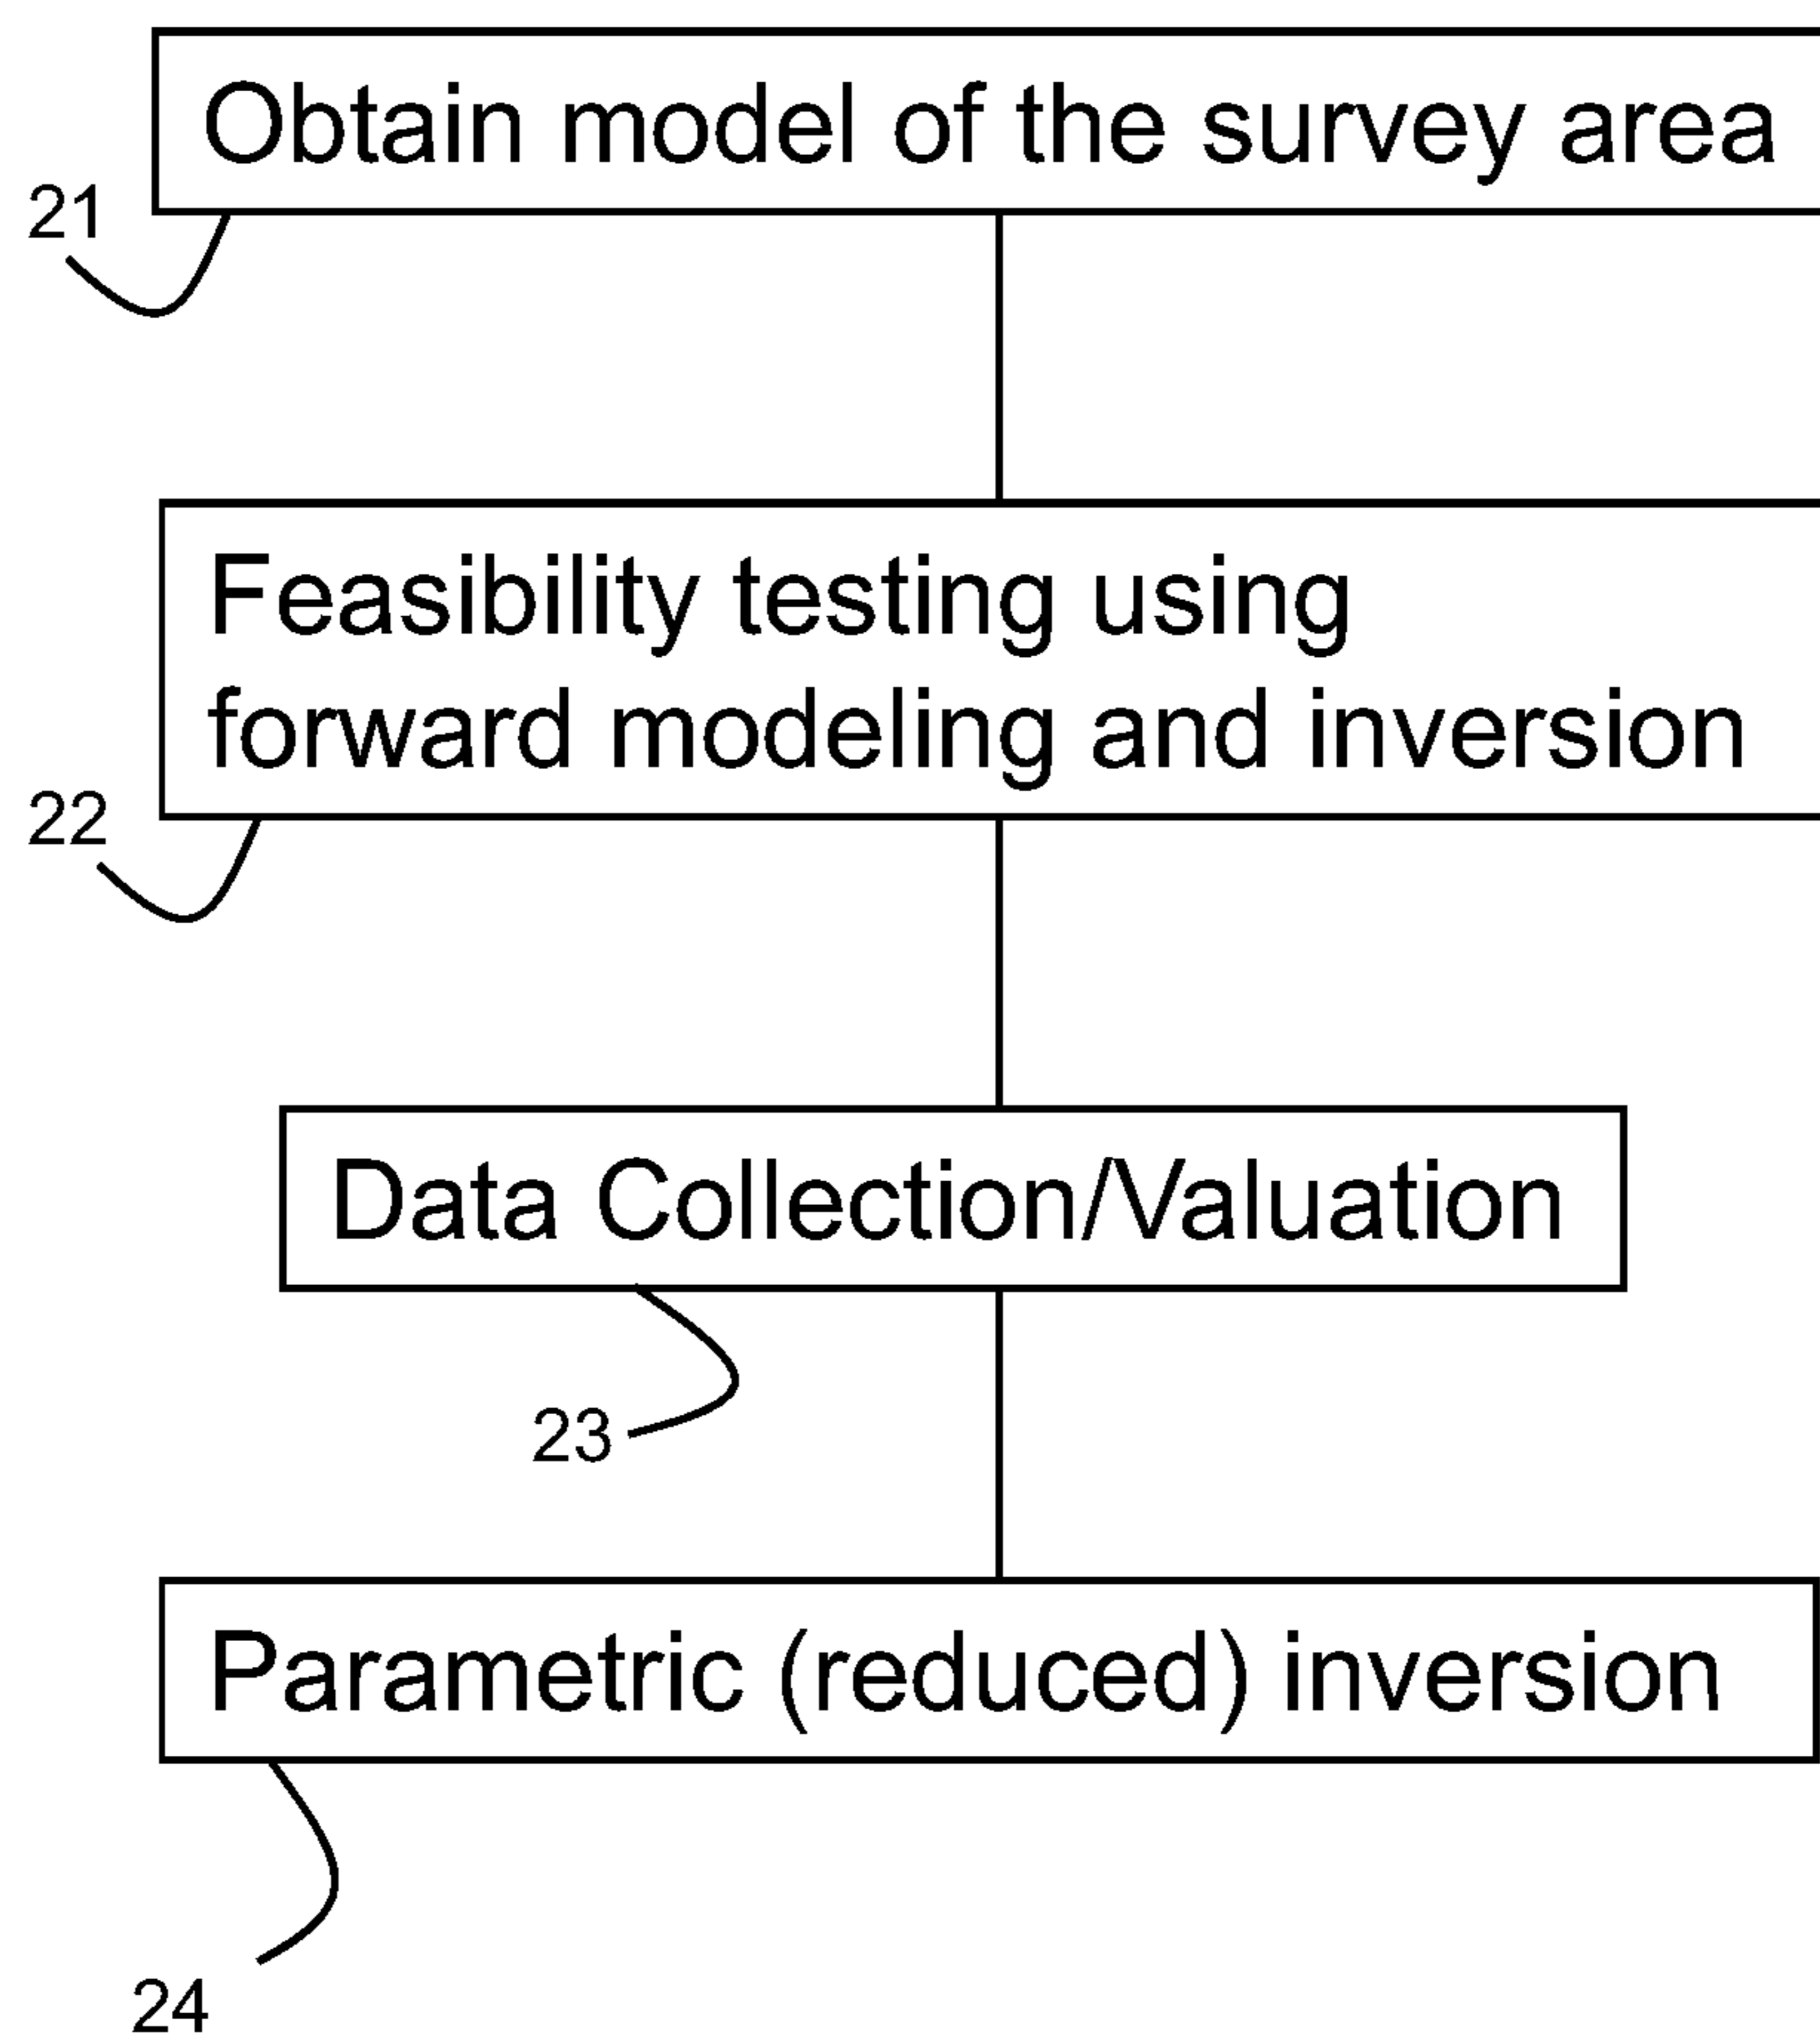 Obtain model of the survey area
21
Feasibility testing using
forward modeling and inversion
22
Data Collection/Valuation
23
Parametric (reduced) inversion
24